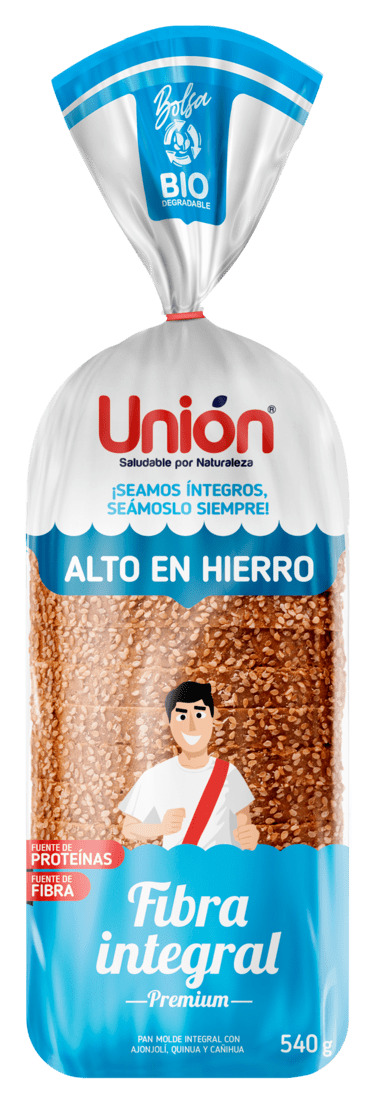 Bolsa
BIO
DEGRADABLE
Unión®
Saludable por Naturaleza
¡SEAMOS ÍNTEGROS,
SEÁMOSLO SIEMPRE!
ALTO EN HIERRO
FUENTE DE
PROTEÍNAS
FUENTE DE
FIBRA
Fibra
integral
Premium
PAN MOLDE INTEGRAL CON
AJONJOLÍ, QUINUA Y CAÑIHUA
540 g